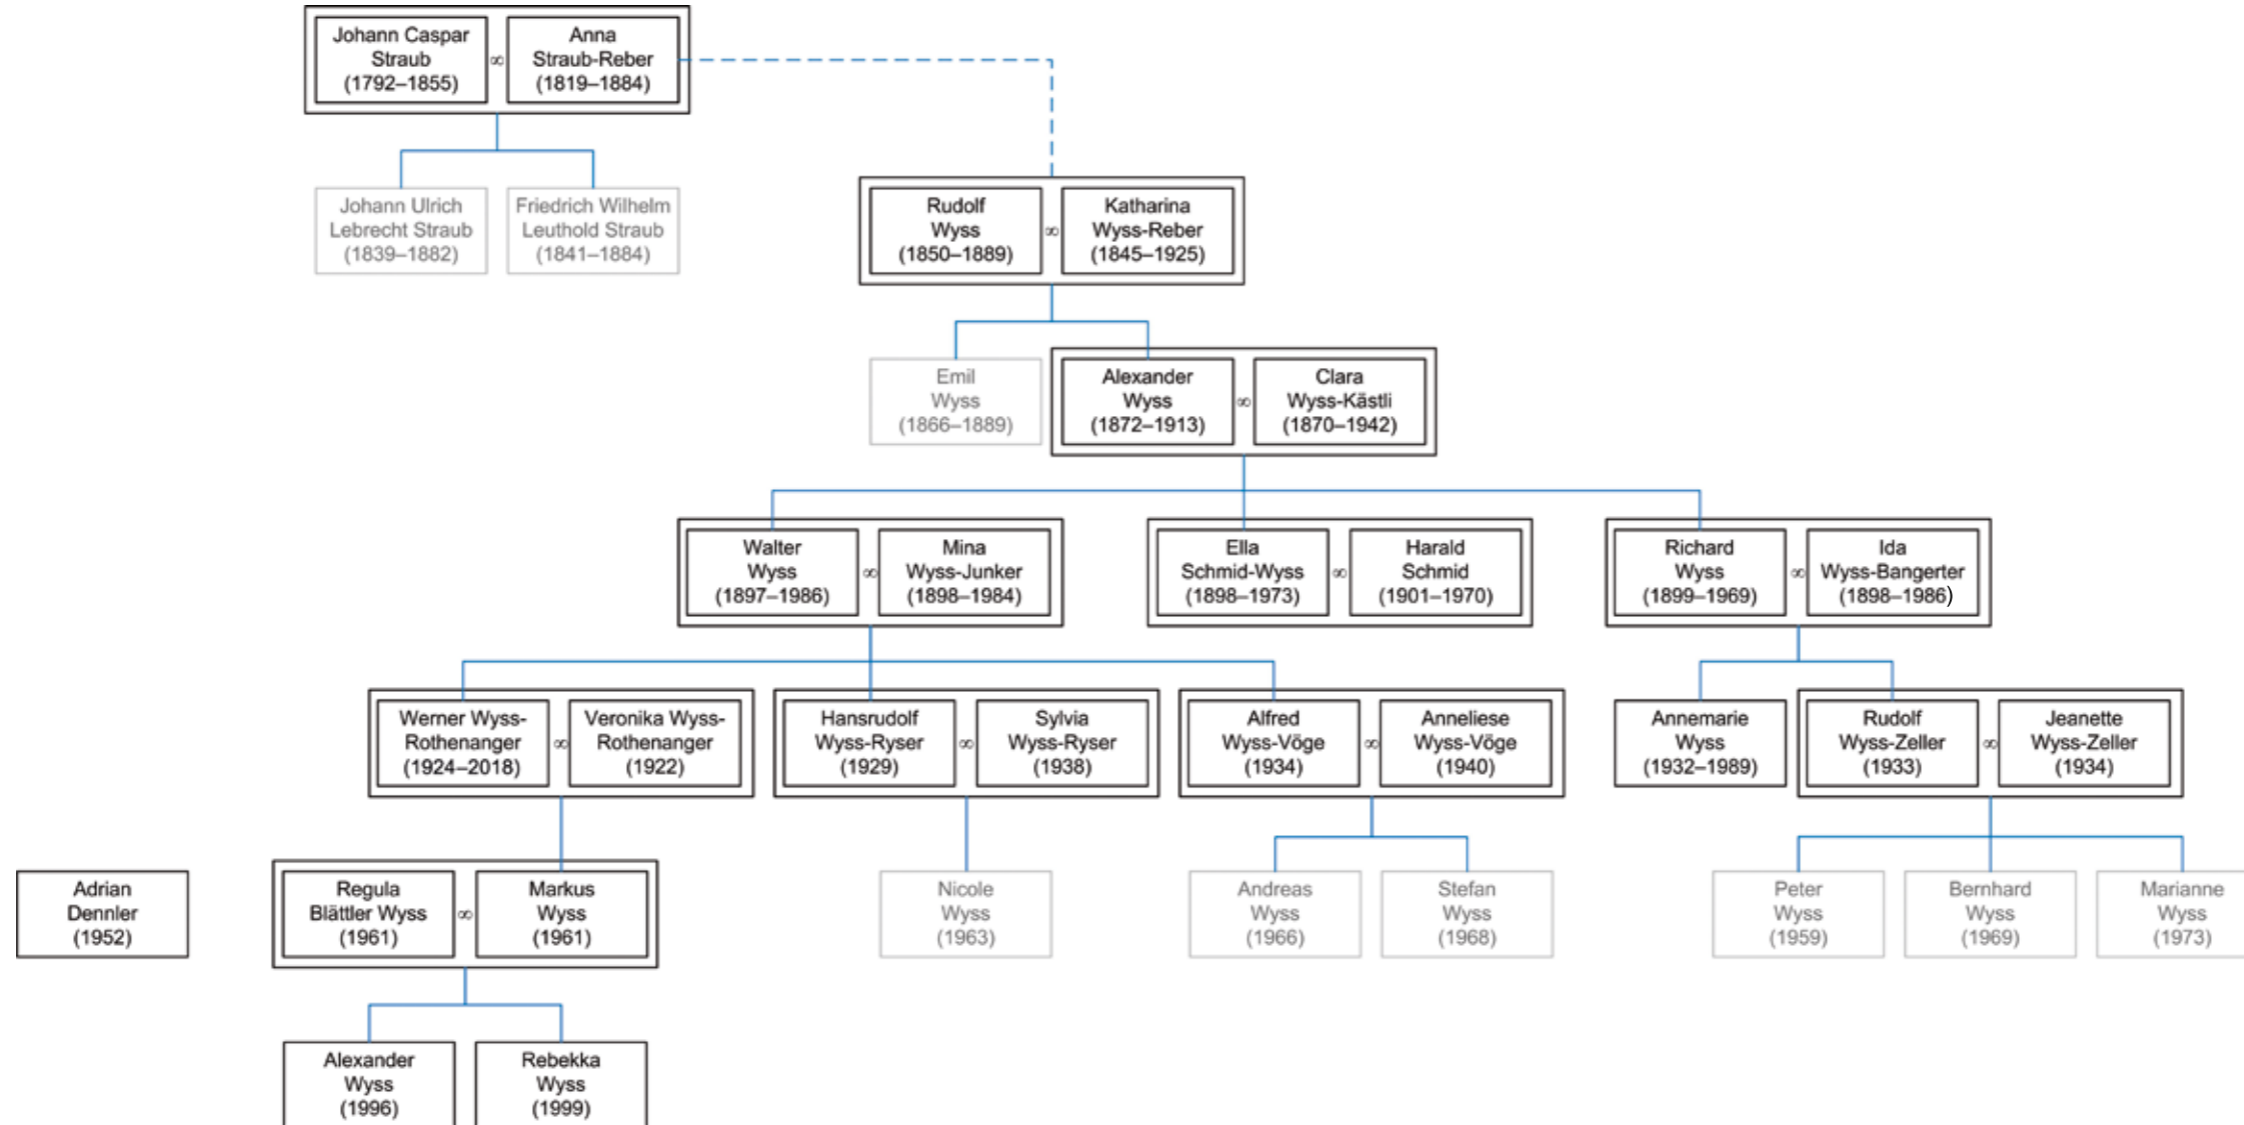 Johann Caspar
Straub
(1792–1855)
∞
Anna
Straub-Reber
(1819–1884)
Johann Ulrich
Lebrecht Straub
(1839–1882)
Friedrich Wilhelm
Leuthold Straub
(1841–1884)
Rudolf
Wyss
(1850–1889)
∞
Katharina
Wyss-Reber
(1845–1925)
Emil
Wyss
(1866–1889)
Alexander
Wyss
(1872–1913)
∞
Clara
Wyss-Kästli
(1870–1942)
Walter
Wyss
(1897–1986)
∞
Mina
Wyss-Junker
(1898–1984)
Ella
Schmid-Wyss
(1898–1973)
∞
Harald
Schmid
(1901–1970)
Richard
Wyss
(1899–1969)
∞
Ida
Wyss-Bangerter
(1898–1986)
Werner Wyss-
Rothenanger
(1924–2018)
∞
Veronika Wyss-
Rothenanger
(1922)
Hansrudolf
Wyss-Ryser
(1929)
∞
Sylvia
Wyss-Ryser
(1938)
Alfred
Wyss-Vöge
(1934)
∞
Anneliese
Wyss-Vöge
(1940)
Annemarie
Wyss
(1932–1989)
Rudolf
Wyss-Zeller
(1933)
∞
Jeanette
Wyss-Zeller
(1934)
Adrian
Dennler
(1952)
Regula
Blättler Wyss
(1961)
∞
Markus
Wyss
(1961)
Nicole
Wyss
(1963)
Andreas
Wyss
(1966)
Stefan
Wyss
(1968)
Peter
Wyss
(1959)
Bernhard
Wyss
(1969)
Marianne
Wyss
(1973)
Alexander
Wyss
(1996)
Rebekka
Wyss
(1999)